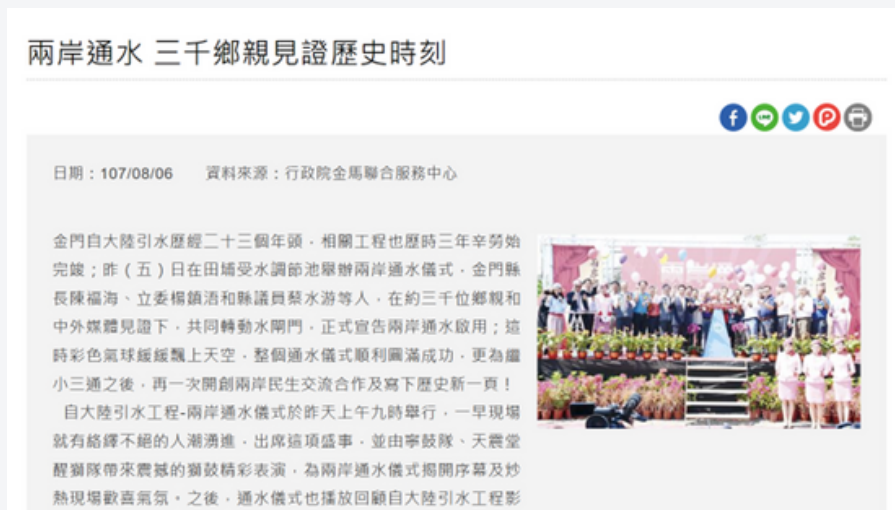 兩岸通水 三千鄉親見證歷史時刻
日期：107/08/06 資料來源：行政院金馬聯合服務中心
金門自大陸引水歷經二十三個年頭，相關工程也歷時三年辛勞始
完竣；昨（五）日在田埔受水調節池舉辦兩岸通水儀式，金門縣
長陳福海、立委楊鎮浯和縣議員蔡水游等人，在約三千位鄉親和
中外媒體見證下，共同轉動水閘門，正式宣告兩岸通水啟用；這
時彩色氣球緩緩飄上天空，整個通水儀式順利圓滿成功，更為繼
小三通之後，再一次開創兩岸民生交流合作及寫下歷史新一頁！
自大陸引水工程-兩岸通水儀式於昨天上午九時舉行，一早現場
就有絡繹不絕的人潮湧進，出席這項盛事，並由寧鼓隊、天震堂
醒獅隊帶來震撼的獅鼓精彩表演，為兩岸通水儀式揭開序幕及炒
熱現場歡喜氣氛。之後，通水儀式也播放回顧自大陸引水工程影